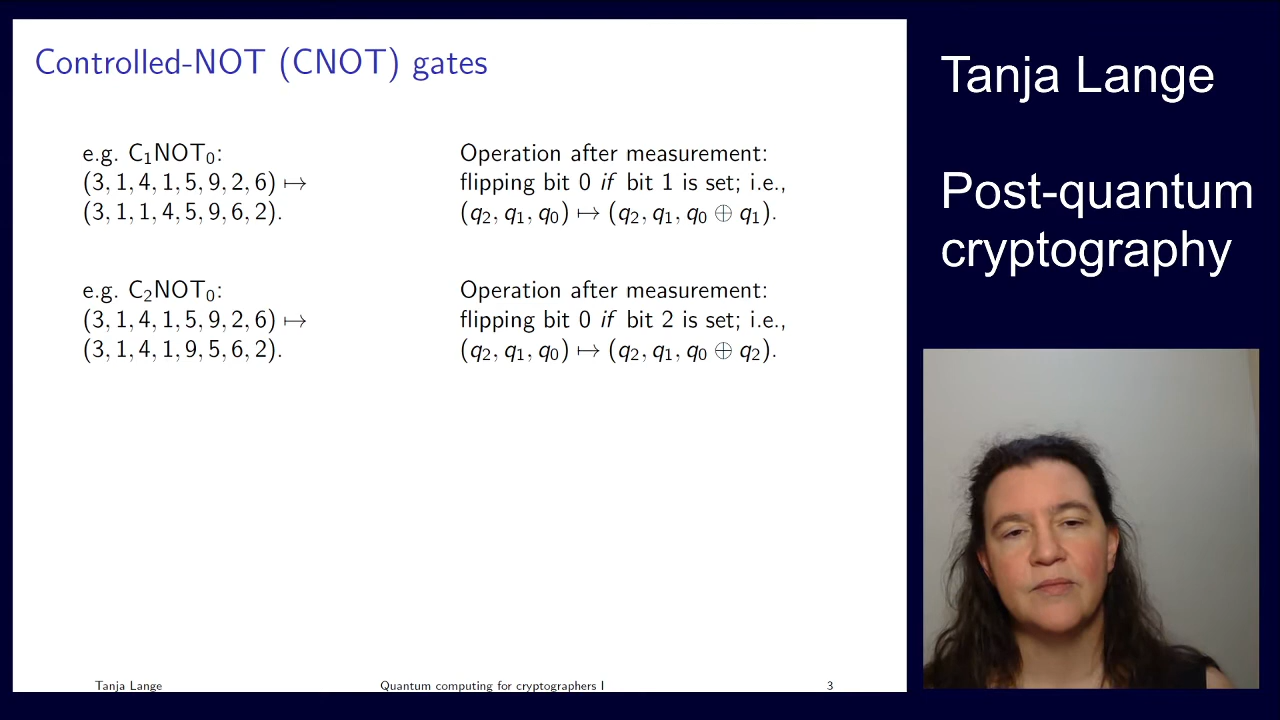 Controlled-NOT (CNOT) gates
e.g. C₁NOT₀:
(3, 1, 4, 1, 5, 9, 2, 6) ↦
(3, 1, 1, 4, 5, 9, 6, 2).
Operation after measurement:
flipping bit 0 if bit 1 is set; i.e.,
(q₂, q₁, q₀) ↦ (q₂, q₁, q₀ ⊕ q₁).
e.g. C₂NOT₀:
(3, 1, 4, 1, 5, 9, 2, 6) ↦
(3, 1, 4, 1, 9, 5, 6, 2).
Operation after measurement:
flipping bit 0 if bit 2 is set; i.e.,
(q₂, q₁, q₀) ↦ (q₂, q₁, q₀ ⊕ q₂).
Tanja Lange
Quantum computing for cryptographers I
3
Tanja Lange
Post-quantum
cryptography